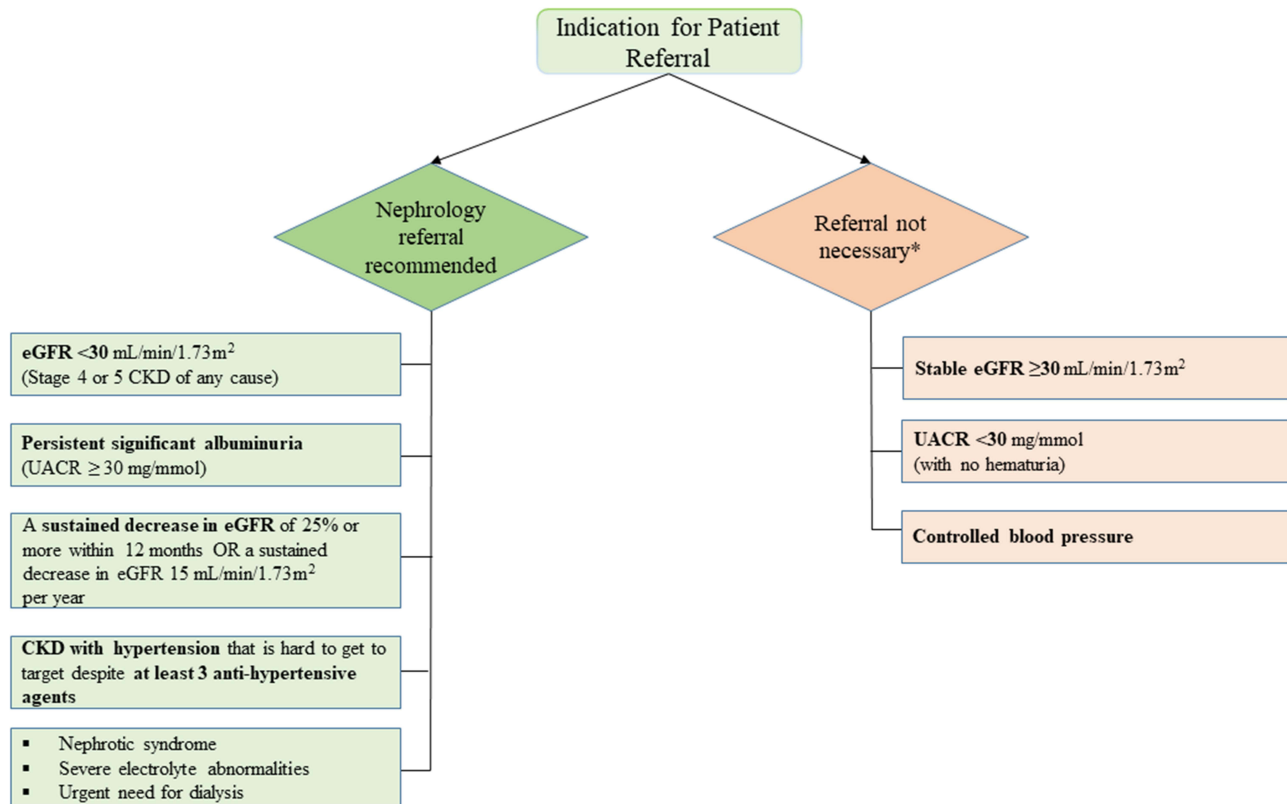 Indication for Patient
Referral
Nephrology
referral
recommended
Referral not
necessary*
eGFR <30 mL/min/1.73m²
(Stage 4 or 5 CKD of any cause)
Persistent significant albuminuria
(UACR ≥ 30 mg/mmol)
A sustained decrease in eGFR of 25% or
more within 12 months OR a sustained
decrease in eGFR 15 mL/min/1.73m²
per year
CKD with hypertension that is hard to get to
target despite at least 3 anti-hypertensive
agents
▪ Nephrotic syndrome
▪ Severe electrolyte abnormalities
▪ Urgent need for dialysis
Stable eGFR ≥30 mL/min/1.73m²
UACR <30 mg/mmol
(with no hematuria)
Controlled blood pressure